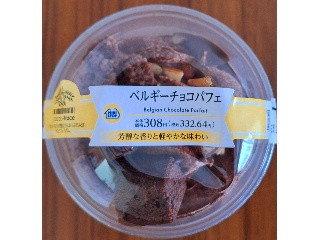 ベルギーチョコパフェ
Belgian Chocolate Parfait
308円(税込332.64円)
芳醇な香りと軽やかな味わい